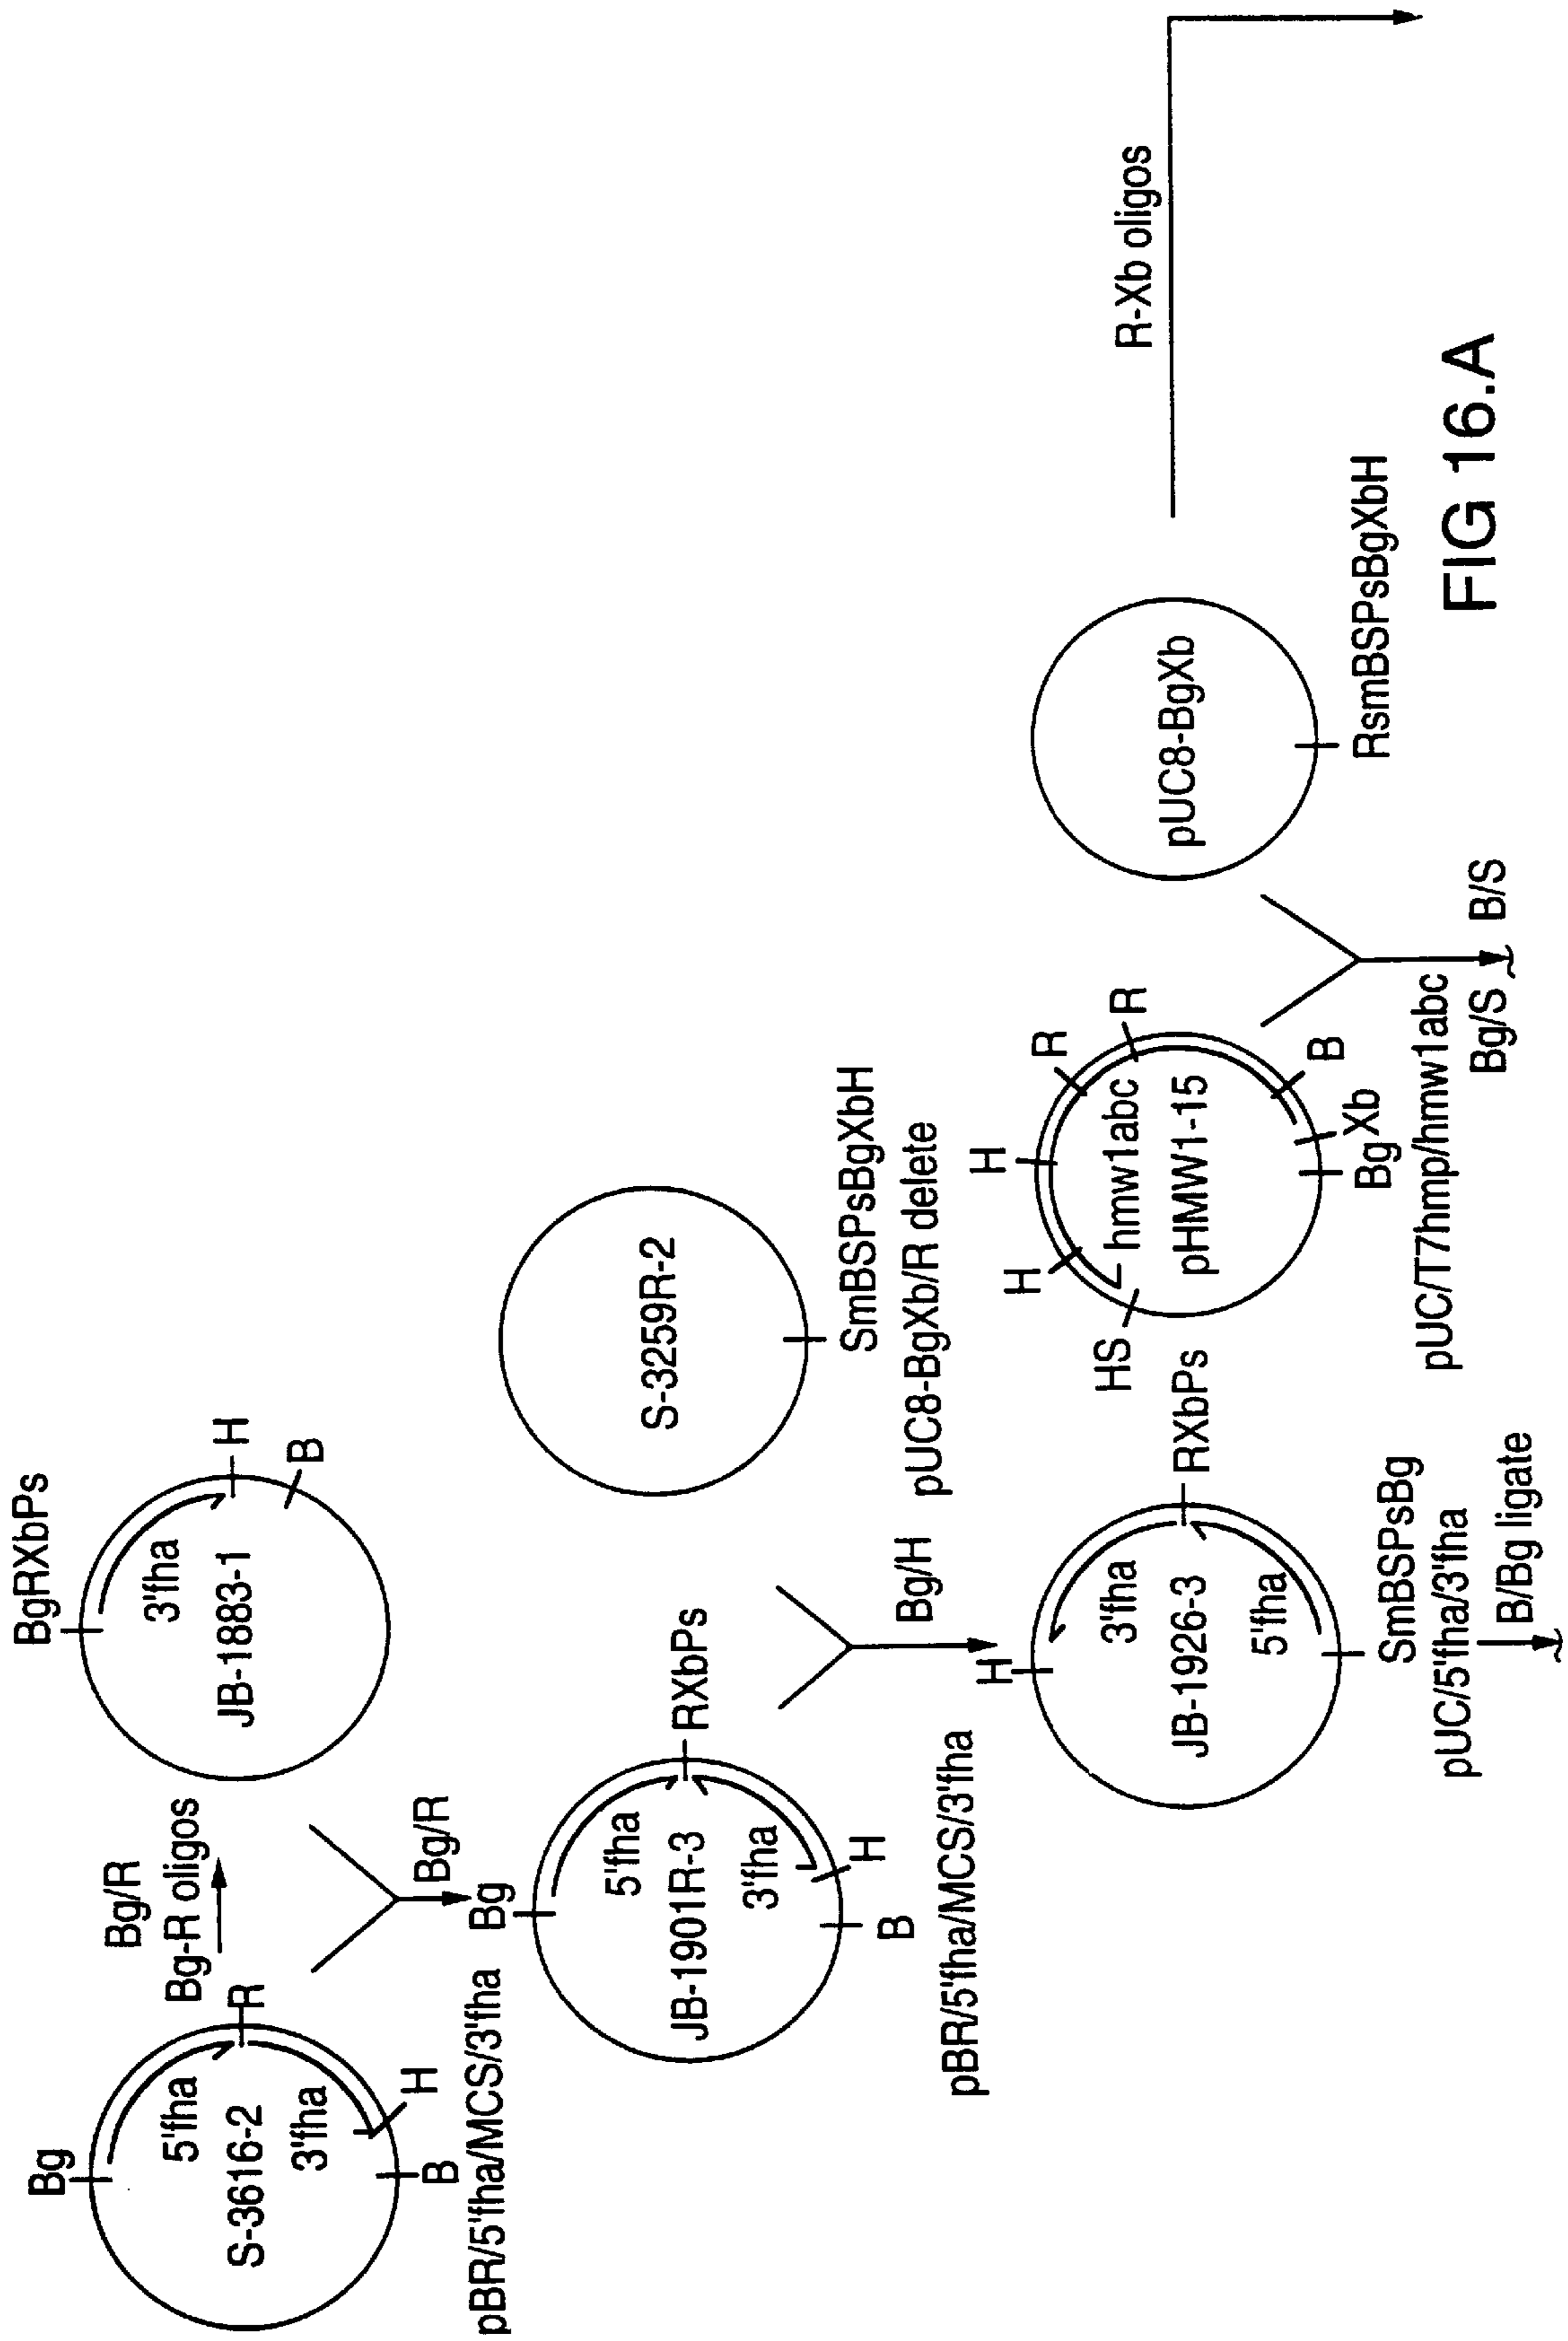 Bg
5'fha
S-3616-2
3'fha
R
H
B
pBR/5'fha/MCS/3'fha
Bg/R
Bg-R oligos
BgRXbPs
3'fha
JB-1883-1
H
B
Bg/R
Bg
5'fha
JB-1901R-3
3'fha
RXbPs
H
B
pBR/5'fha/MCS/3'fha
S-3259R-2
SmBSPsBgXbH
pUC8-BgXb/R delete
Bg/H
H
3'fha
JB-1926-3
5'fha
RXbPs
SmBSPsBg
pUC/5'fha/3'fha
B/Bg ligate
HS
H
H
R
R
hmw1abc
pHMW1-15
B
Xb
Bg
pUC/T7hmp/hmw1abc
Bg/S B/S
pUC8-BgXb
RsmBSPsBgXbH
R-Xb oligos
FIG 16.A